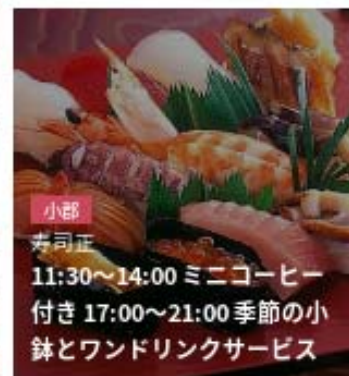 小郡
寿司正
11:30〜14:00 ミニコーヒー
付き 17:00〜21:00 季節の小
鉢とワンドリンクサービス